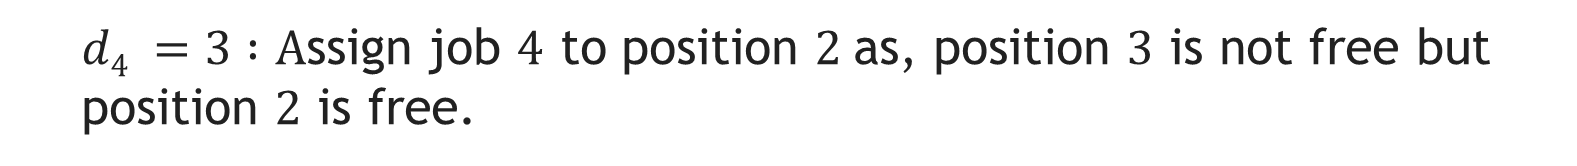 d₄ = 3 : Assign job 4 to position 2 as, position 3 is not free but
position 2 is free.